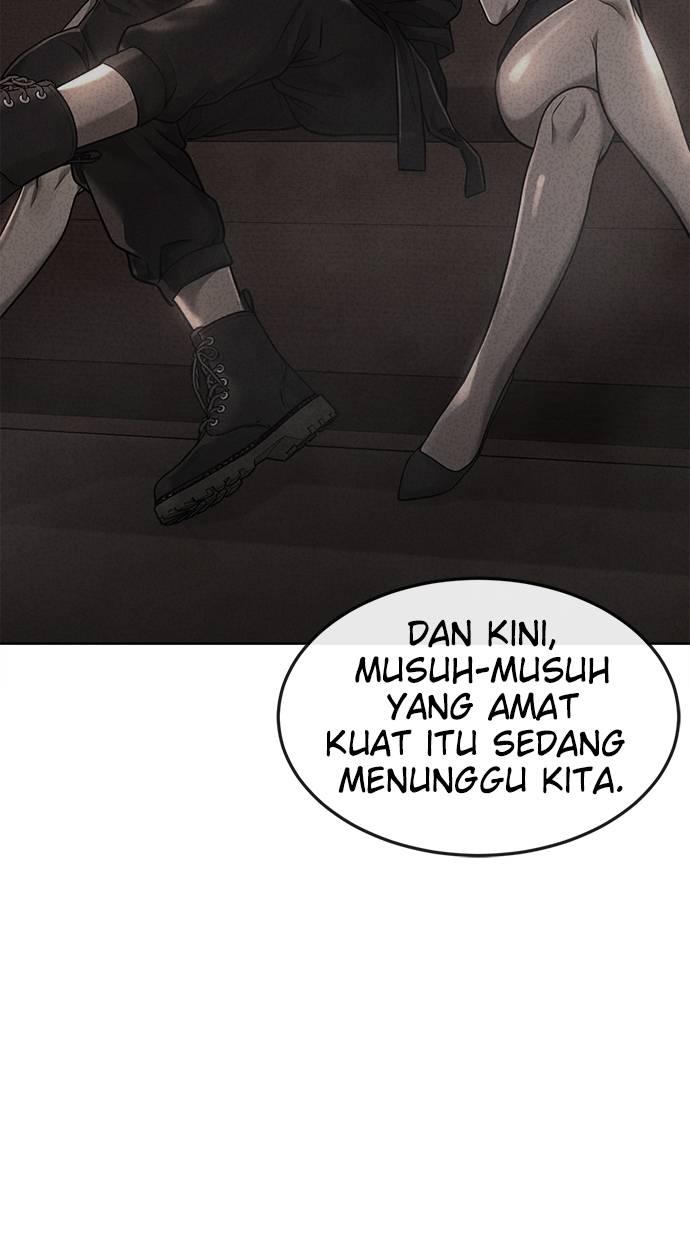 DAN KINI,
MUSUH-MUSUH
YANG AMAT
KUAT ITU SEDANG
MENUNGGU KITA.